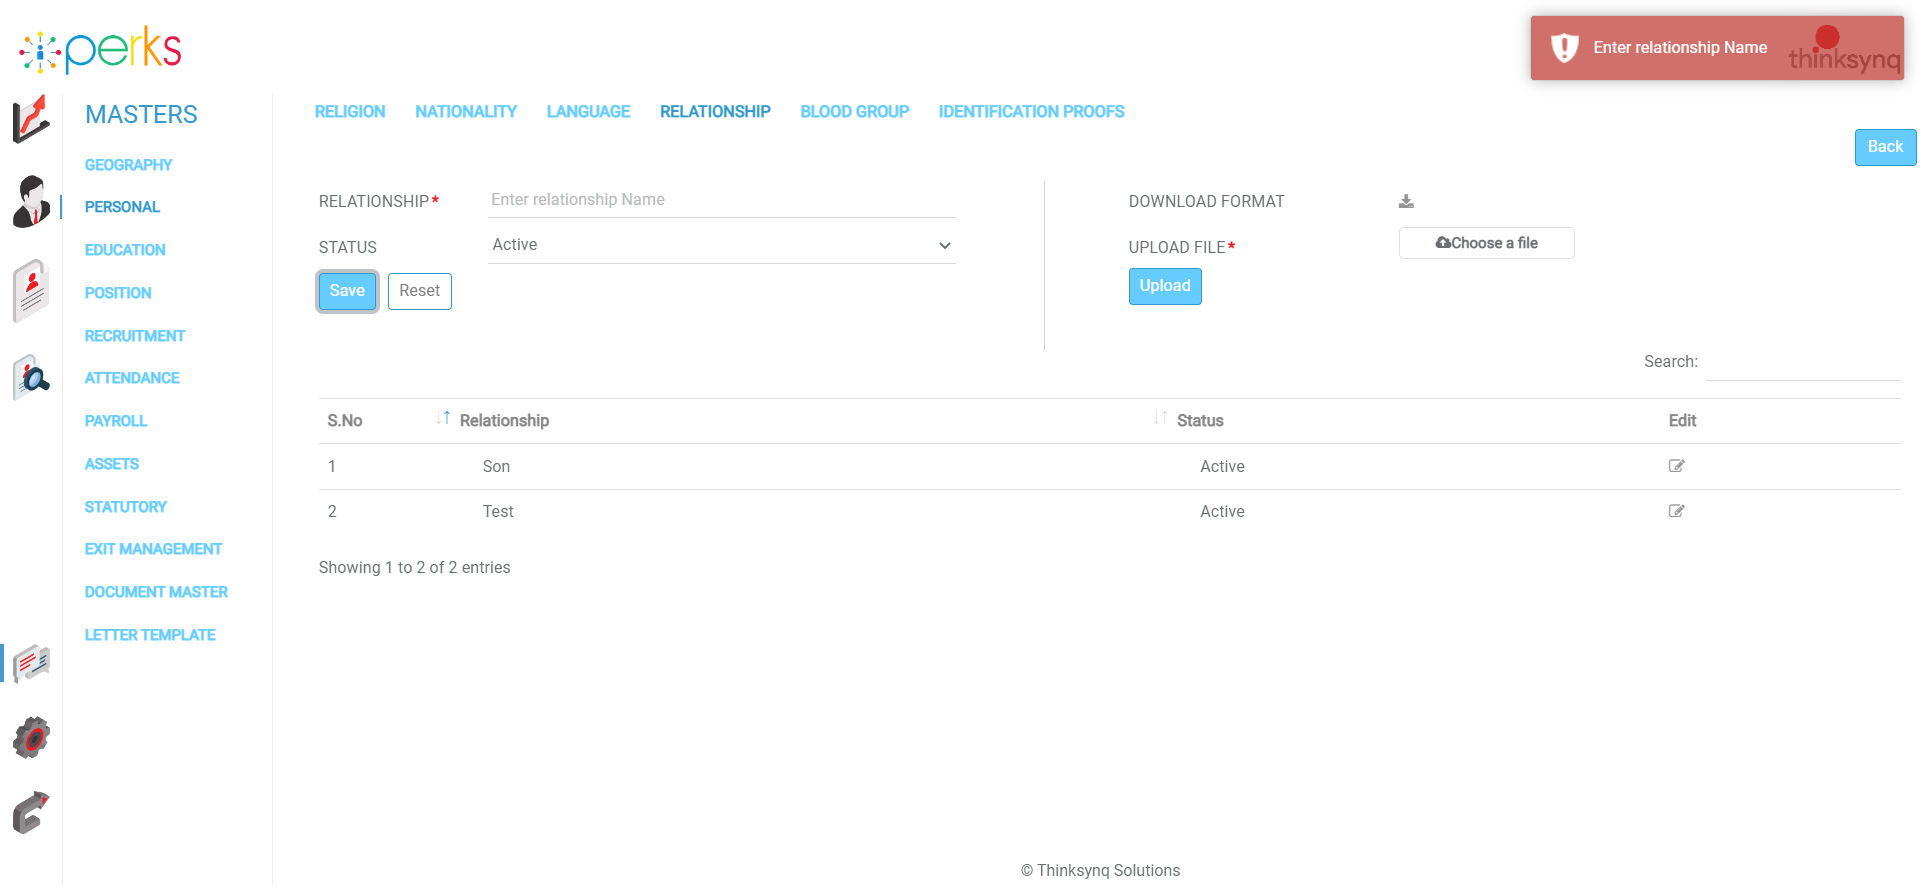 perks
Enter relationship Name
thinksynq
MASTERS
GEOGRAPHY
PERSONAL
EDUCATION
POSITION
RECRUITMENT
ATTENDANCE
PAYROLL
ASSETS
STATUTORY
EXIT MANAGEMENT
DOCUMENT MASTER
LETTER TEMPLATE
RELIGION NATIONALITY LANGUAGE RELATIONSHIP BLOOD GROUP IDENTIFICATION PROOFS
Back
RELATIONSHIP* Enter relationship Name
STATUS Active
Save Reset
DOWNLOAD FORMAT
UPLOAD FILE* Choose a file
Upload
Search:
S.No Relationship Status Edit
1 Son Active
2 Test Active
Showing 1 to 2 of 2 entries
© Thinksynq Solutions